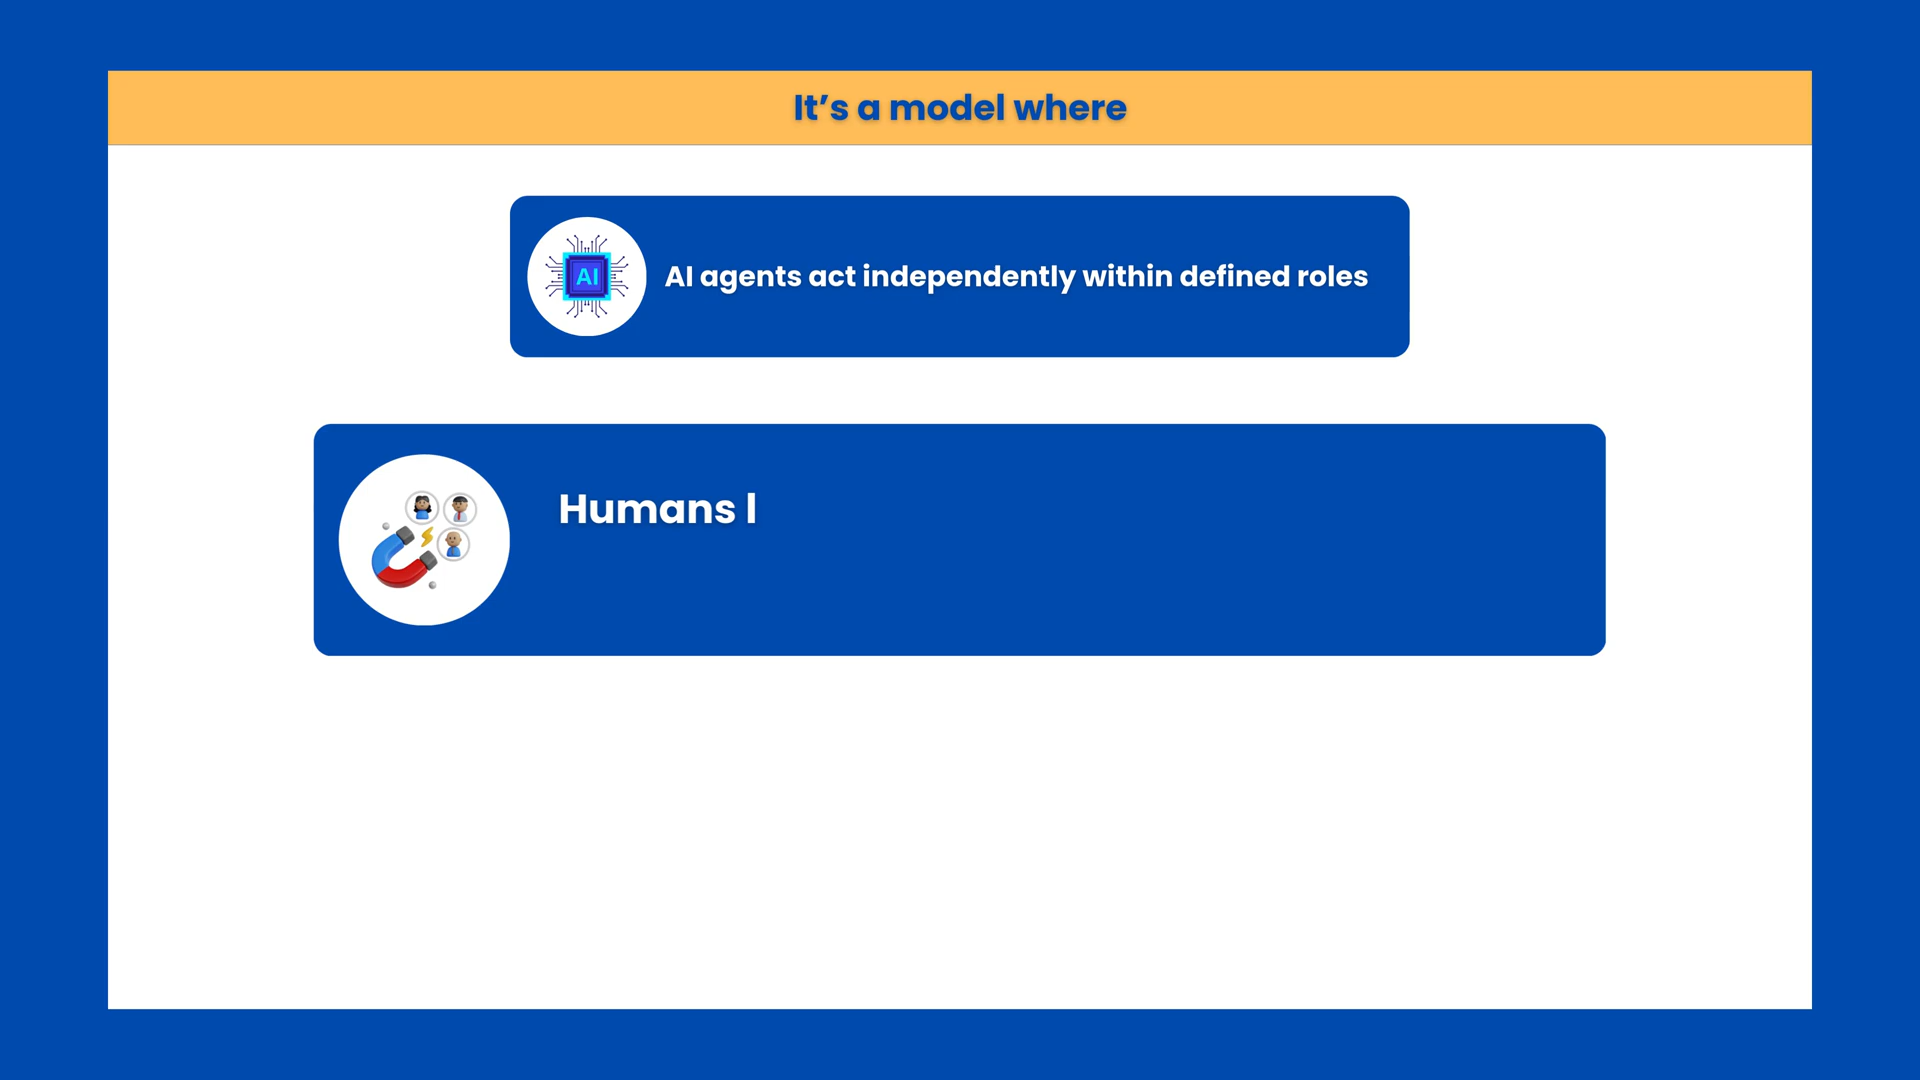 It’s a model where
AI
AI agents act independently within defined roles
Humans l